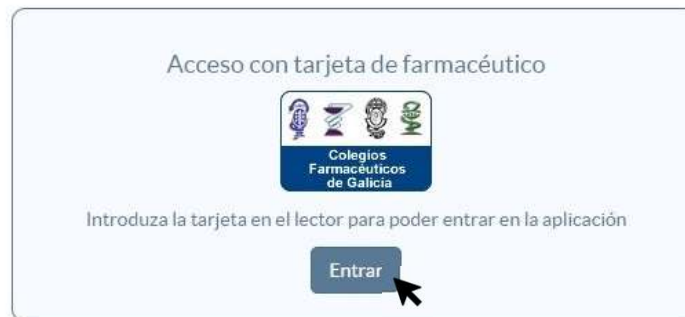 Acceso con tarjeta de farmacéutico
Colegios
Farmacéuticos
de Galicia
Introduza la tarjeta en el lector para poder entrar en la aplicación
Entrar